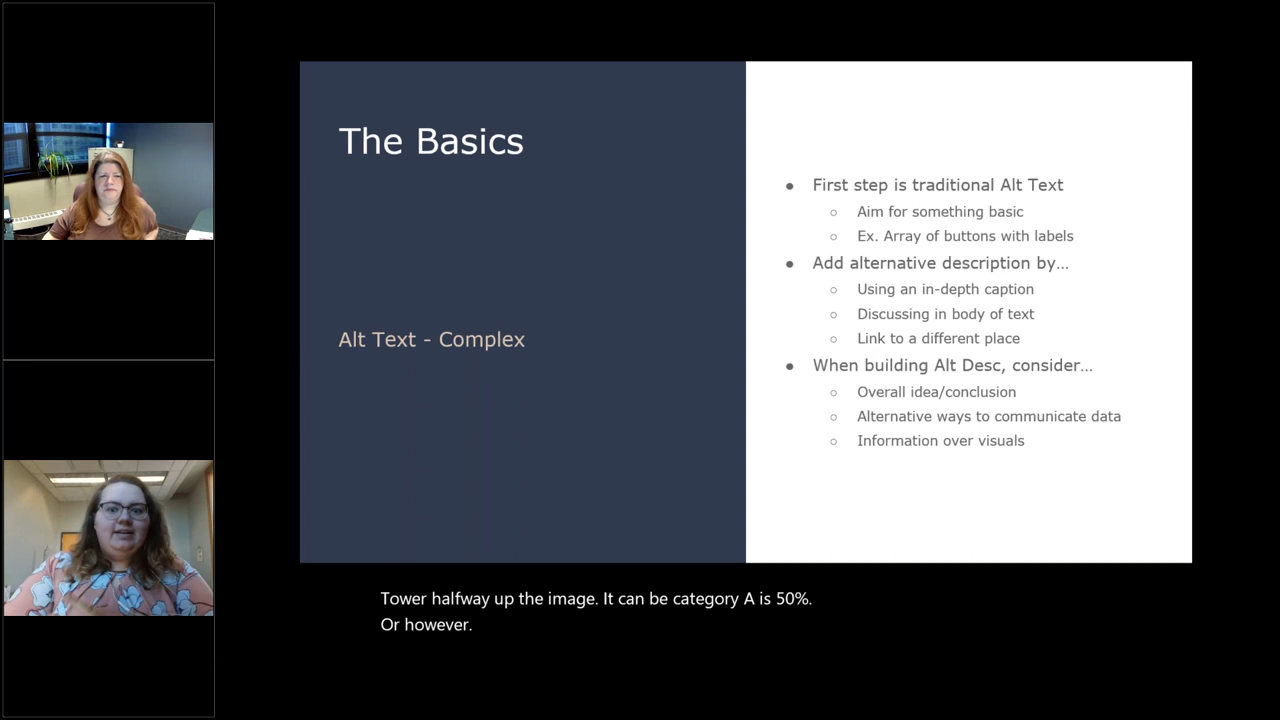 The Basics
Alt Text - Complex
● First step is traditional Alt Text
○ Aim for something basic
○ Ex. Array of buttons with labels
● Add alternative description by…
○ Using an in-depth caption
○ Discussing in body of text
○ Link to a different place
● When building Alt Desc, consider…
○ Overall idea/conclusion
○ Alternative ways to communicate data
○ Information over visuals
Tower halfway up the image. It can be category A is 50%.
Or however.